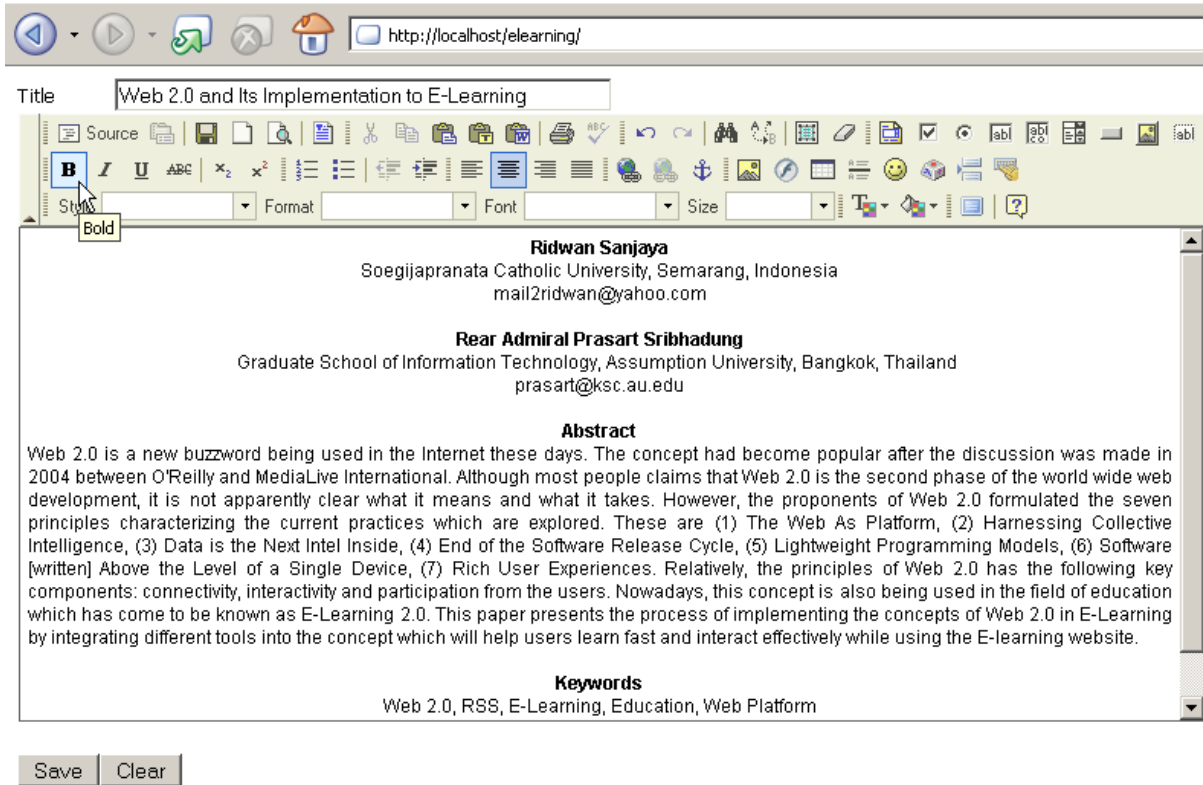 http://localhost/elearning/
Title Web 2.0 and Its Implementation to E-Learning
Source ABC abl abl abl
B I U ABC x₂ x²
Style Format Font Size
Bold
Ridwan Sanjaya
Soegijapranata Catholic University, Semarang, Indonesia
mail2ridwan@yahoo.com
Rear Admiral Prasart Sribhadung
Graduate School of Information Technology, Assumption University, Bangkok, Thailand
prasart@ksc.au.edu
Abstract
Web 2.0 is a new buzzword being used in the Internet these days. The concept had become popular after the discussion was made in
2004 between O'Reilly and MediaLive International. Although most people claims that Web 2.0 is the second phase of the world wide web
development, it is not apparently clear what it means and what it takes. However, the proponents of Web 2.0 formulated the seven
principles characterizing the current practices which are explored. These are (1) The Web As Platform, (2) Harnessing Collective
Intelligence, (3) Data is the Next Intel Inside, (4) End of the Software Release Cycle, (5) Lightweight Programming Models, (6) Software
[written] Above the Level of a Single Device, (7) Rich User Experiences. Relatively, the principles of Web 2.0 has the following key
components: connectivity, interactivity and participation from the users. Nowadays, this concept is also being used in the field of education
which has come to be known as E-Learning 2.0. This paper presents the process of implementing the concepts of Web 2.0 in E-Learning
by integrating different tools into the concept which will help users learn fast and interact effectively while using the E-learning website.
Keywords
Web 2.0, RSS, E-Learning, Education, Web Platform
Save Clear